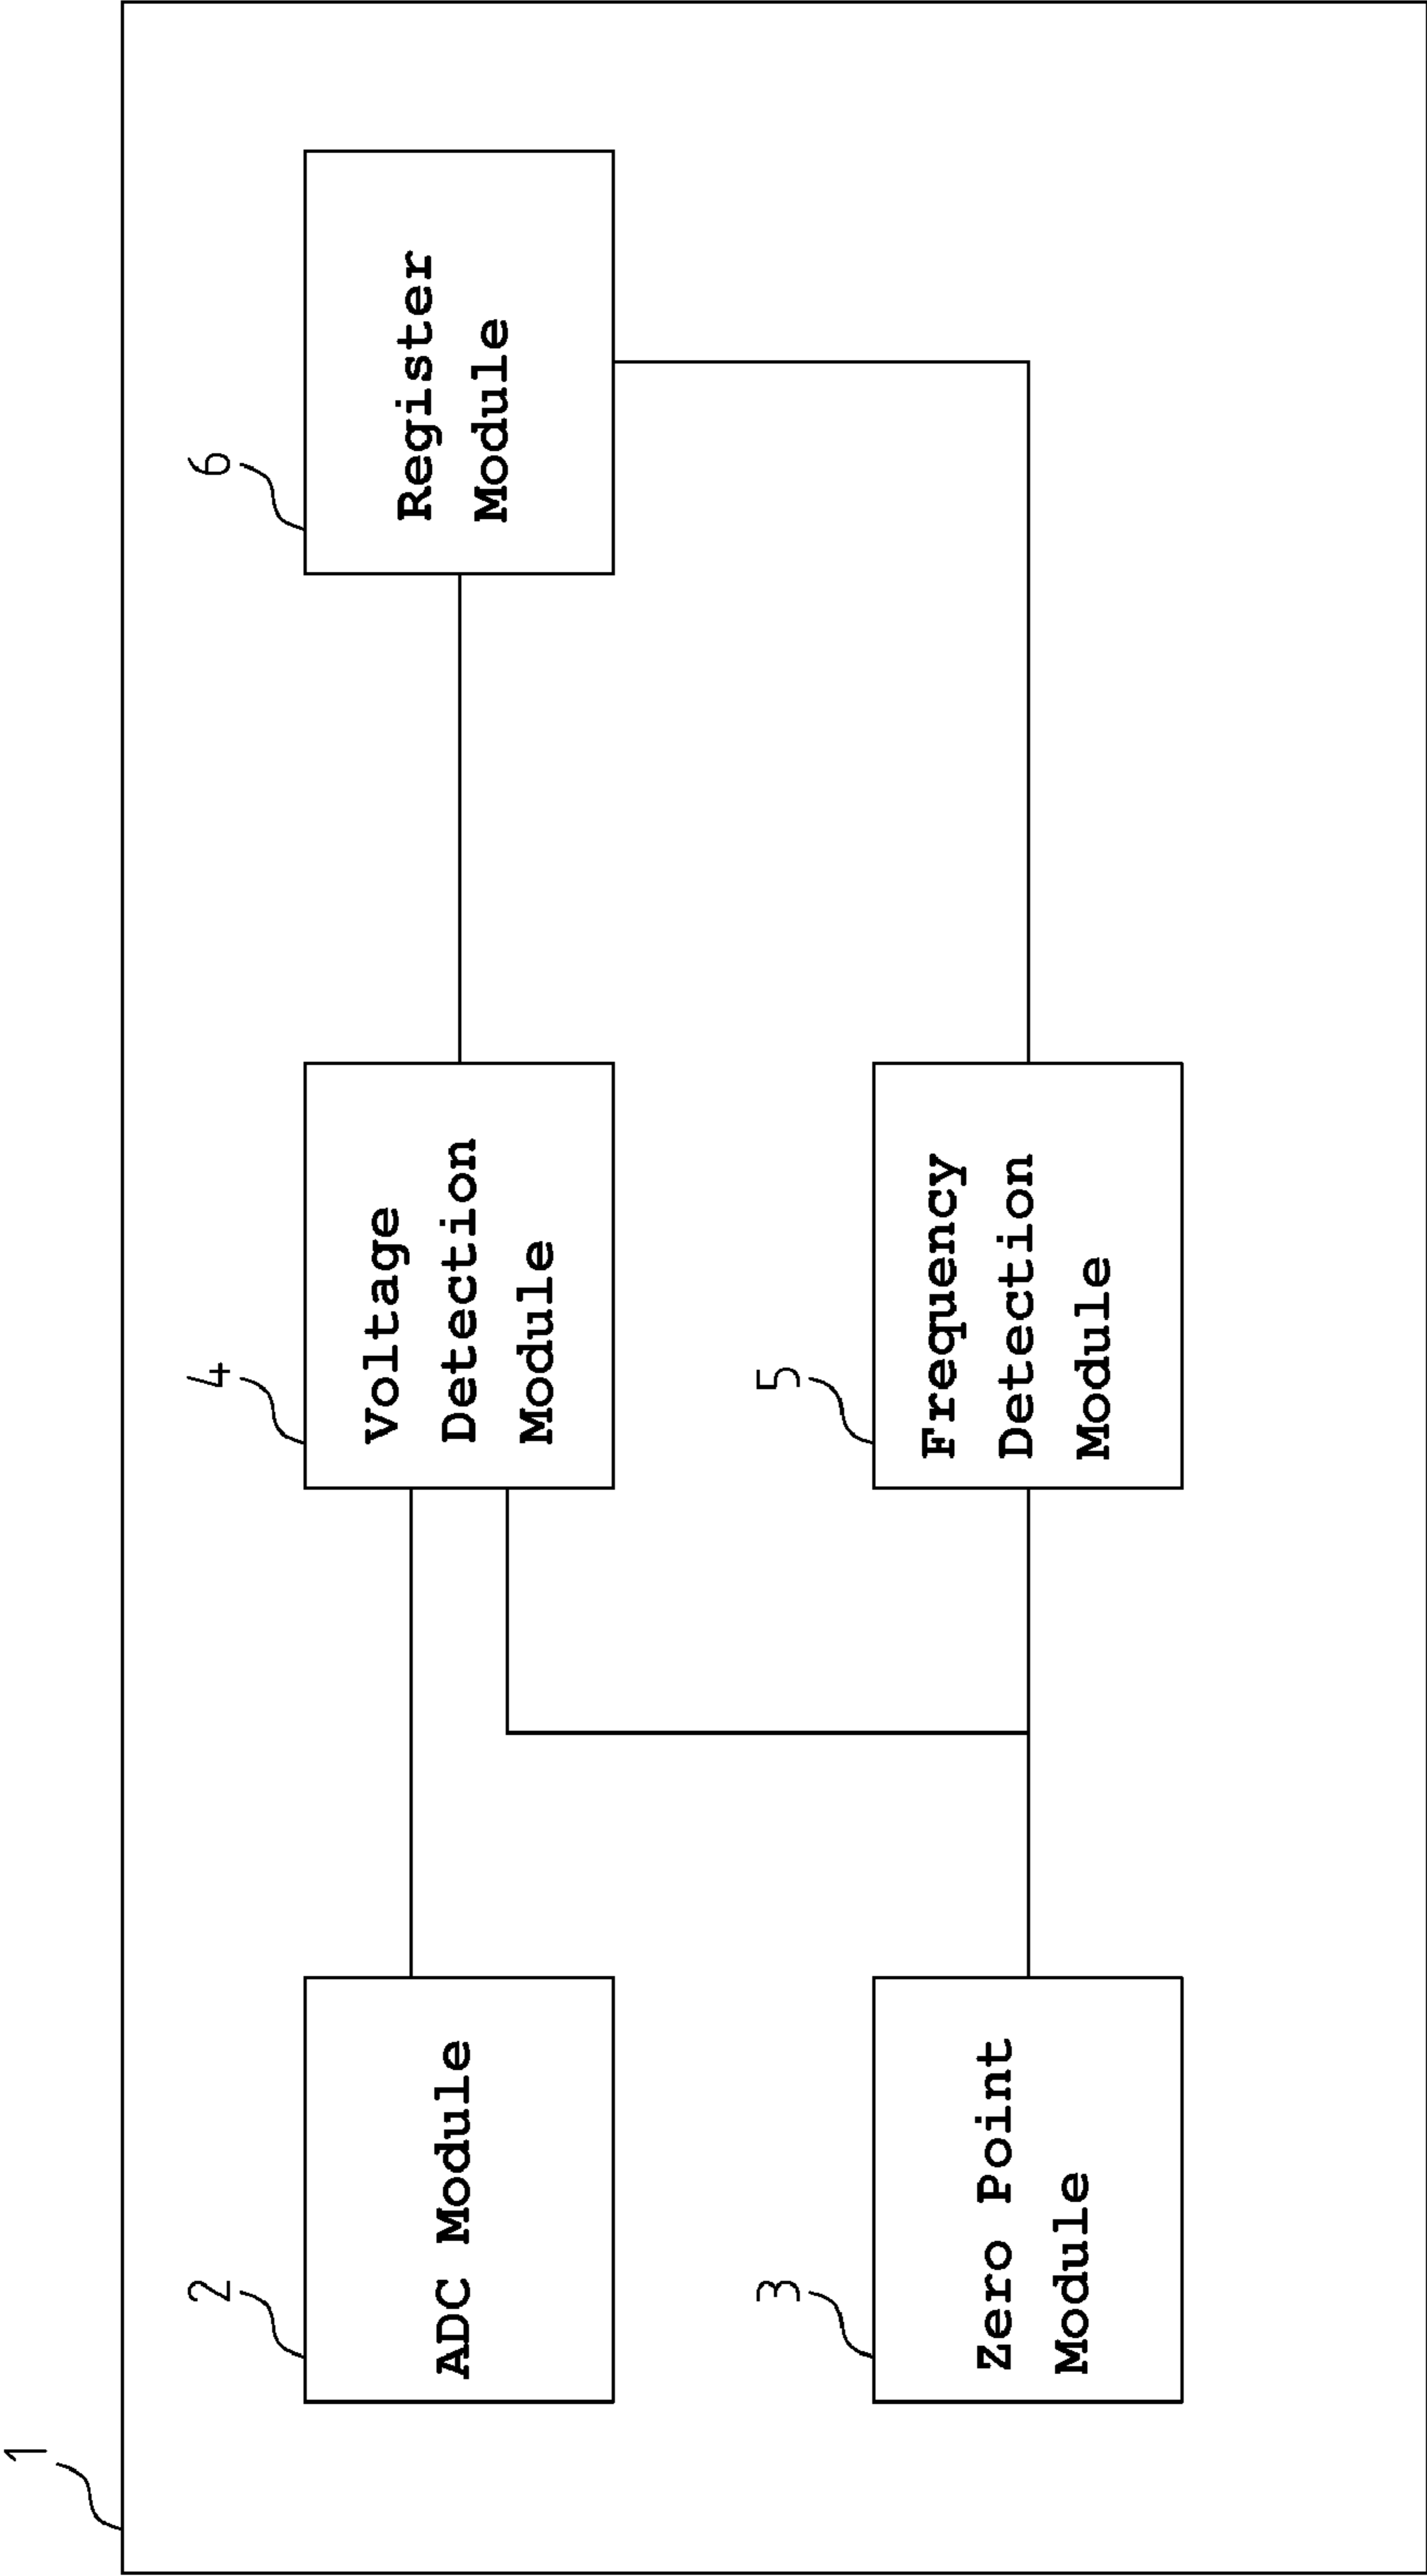 1
2
ADC Module
4
Voltage
Detection
Module
6
Register
Module
3
Zero Point
Module
5
Frequency
Detection
Module